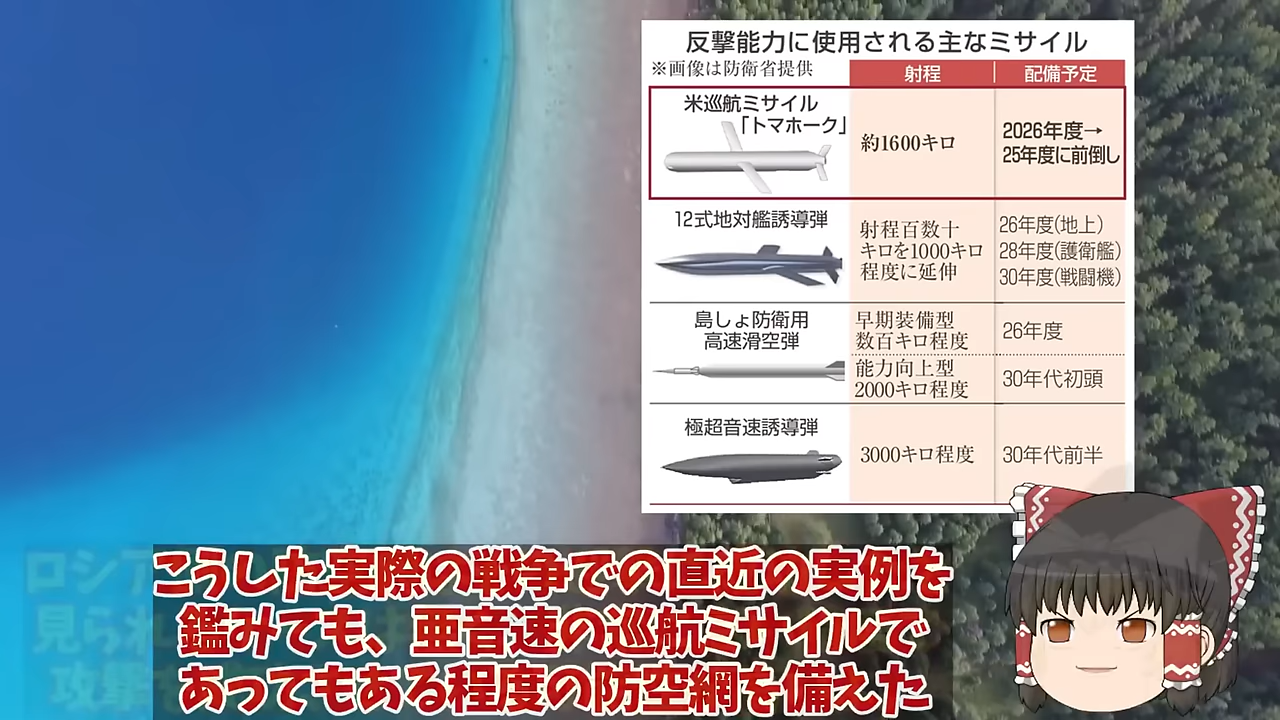 反撃能力に使用される主なミサイル
※画像は防衛省提供
射程
配備予定
米巡航ミサイル
「トマホーク」
約1600キロ
2026年度→
25年度に前倒し
12式地対艦誘導弾
射程百数十
キロを1000キロ
程度に延伸
26年度(地上)
28年度(護衛艦)
30年度(戦闘機)
島しょ防衛用
高速滑空弾
早期装備型
数百キロ程度
26年度
能力向上型
2000キロ程度
30年代初頭
極超音速誘導弾
3000キロ程度
30年代前半
ロシア
見られ
攻撃
こうした実際の戦争での直近の実例を
鑑みても、亜音速の巡航ミサイルで
あってもある程度の防空網を備えた